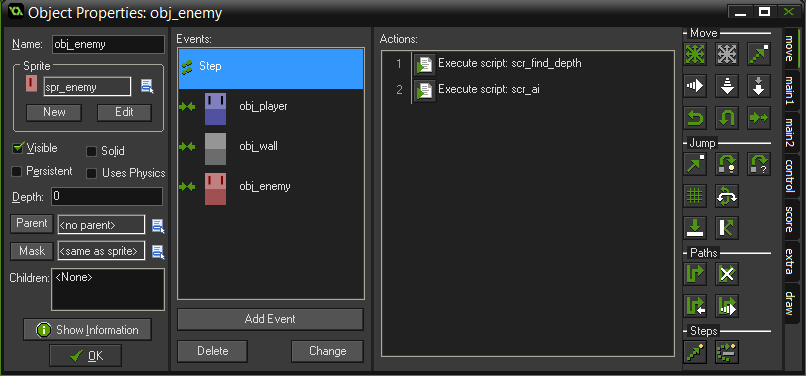 Object Properties: obj_enemy
Name: obj_enemy
Sprite
spr_enemy
New Edit
Visible Solid
Persistent Uses Physics
Depth: 0
Parent <no parent>
Mask <same as sprite>
Children: <None>
Show Information
OK
Events:
Step
obj_player
obj_wall
obj_enemy
Add Event
Delete Change
Actions:
1 Execute script: scr_find_depth
2 Execute script: scr_ai
Move
Jump
Paths
Steps
move
main1
main2
control
score
extra
draw